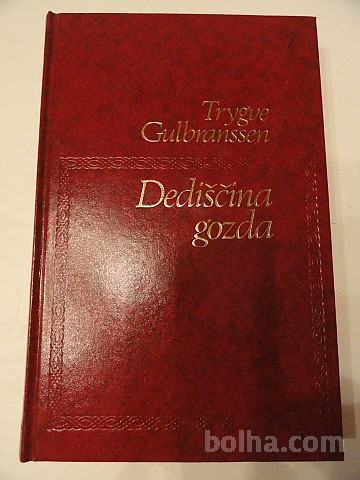 Trygve
Gulbranssen
Dediščina
gozda
bolha.com